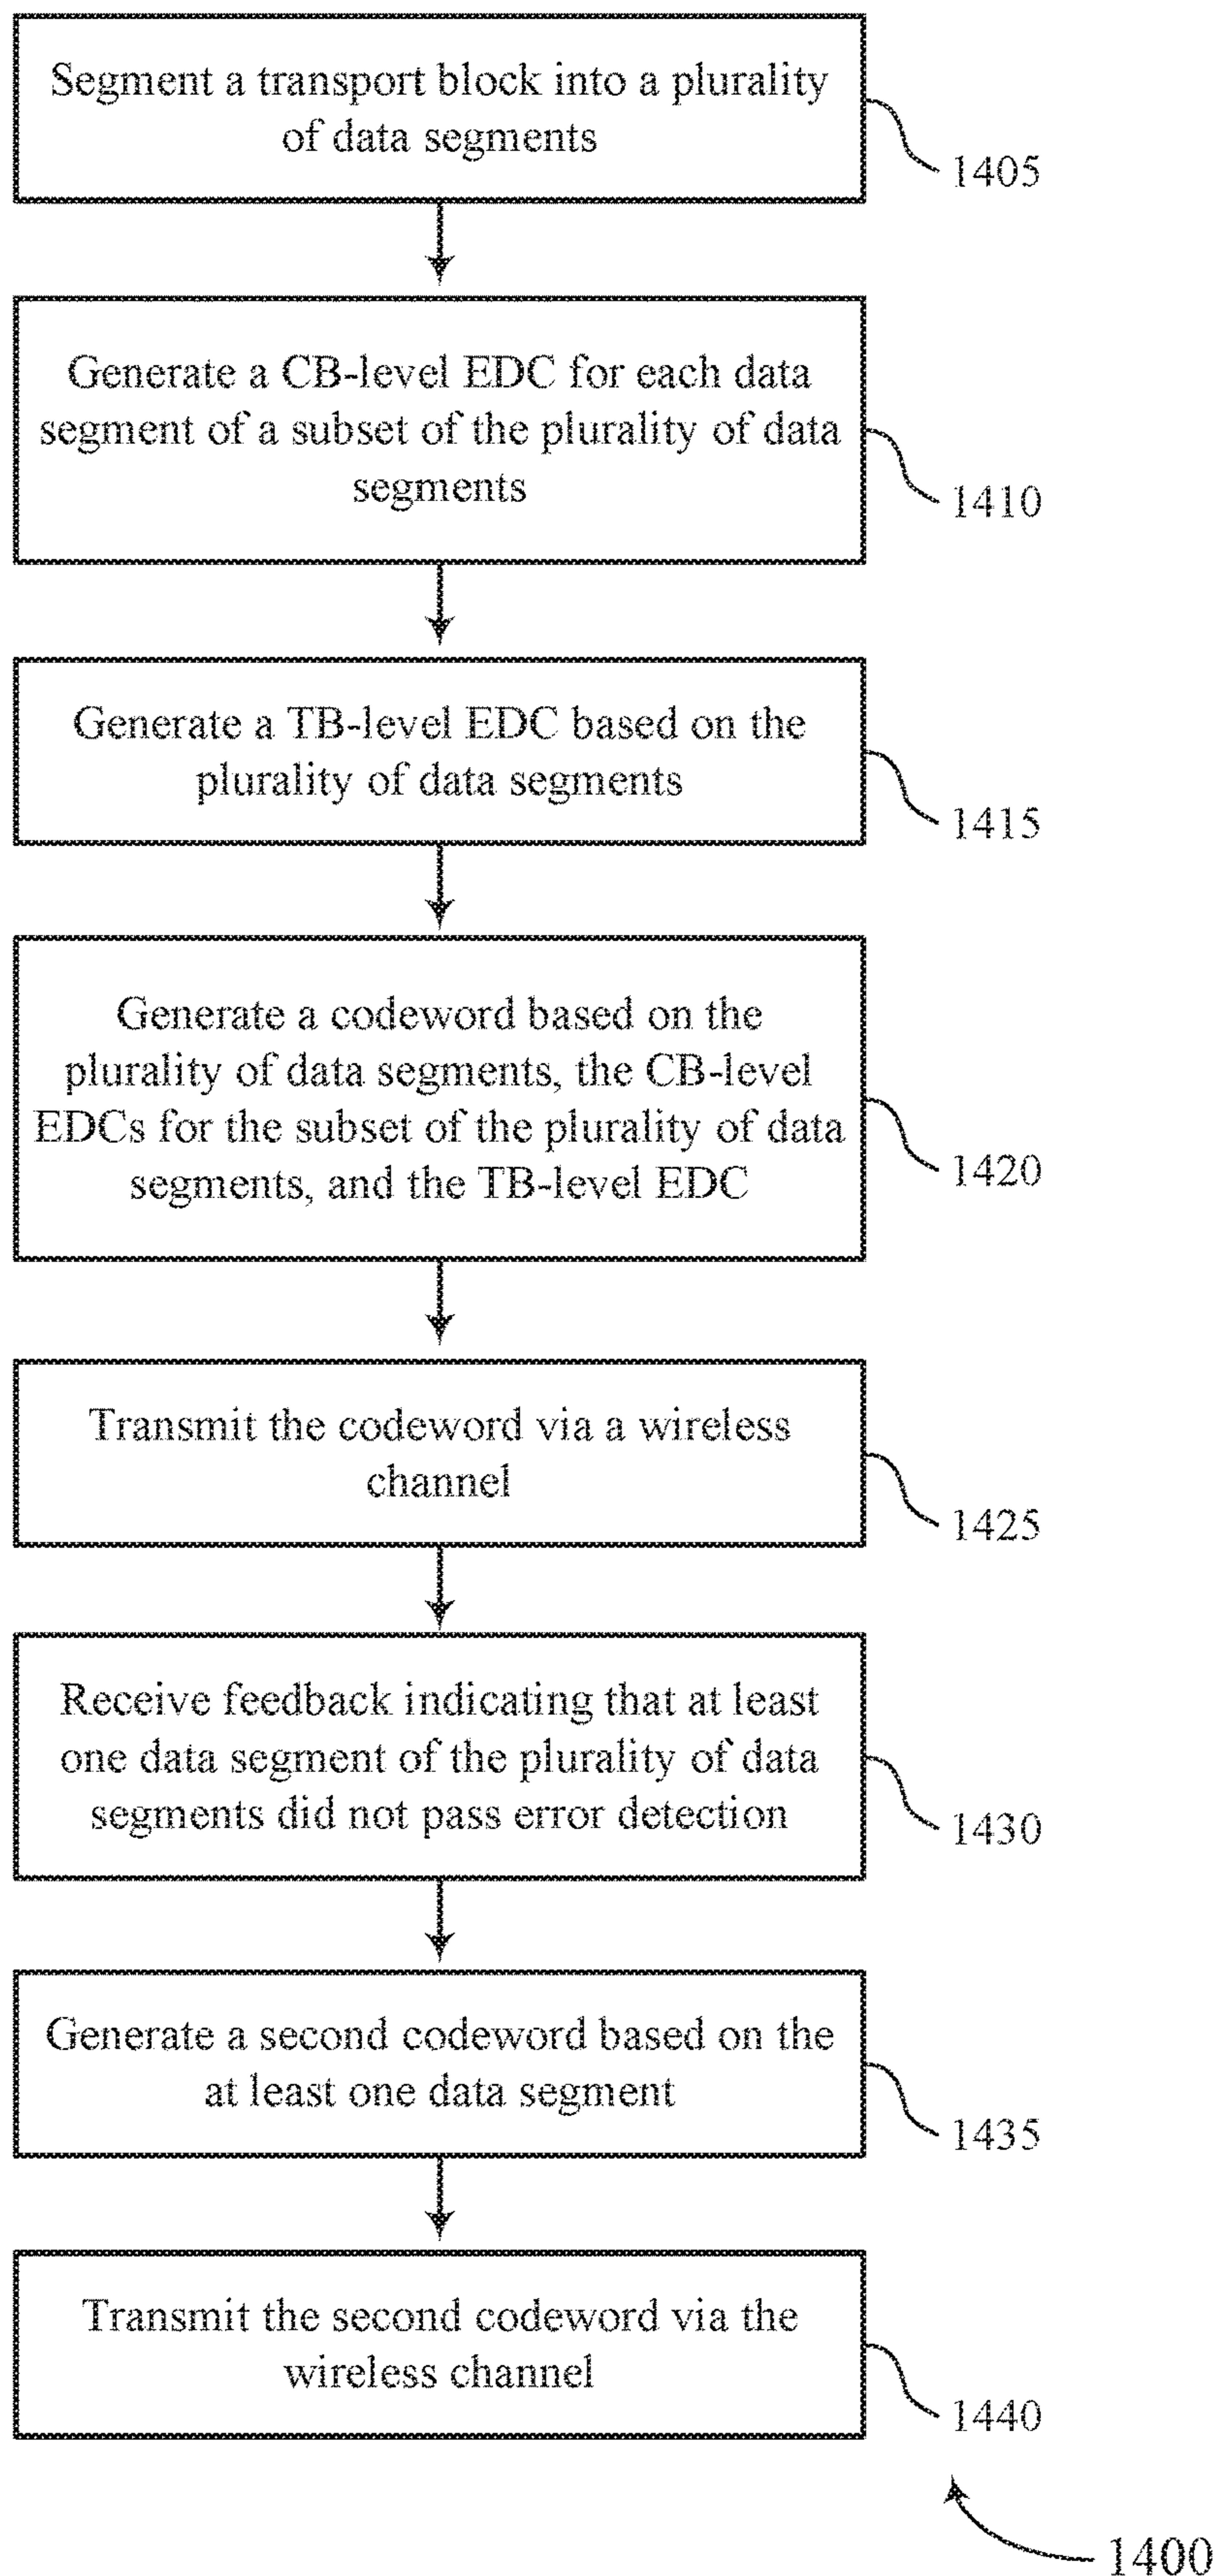 Segment a transport block into a plurality
of data segments
1405
Generate a CB-level EDC for each data
segment of a subset of the plurality of data
segments
1410
Generate a TB-level EDC based on the
plurality of data segments
1415
Generate a codeword based on the
plurality of data segments, the CB-level
EDCs for the subset of the plurality of data
segments, and the TB-level EDC
1420
Transmit the codeword via a wireless
channel
1425
Receive feedback indicating that at least
one data segment of the plurality of data
segments did not pass error detection
1430
Generate a second codeword based on the
at least one data segment
1435
Transmit the second codeword via the
wireless channel
1440
1400